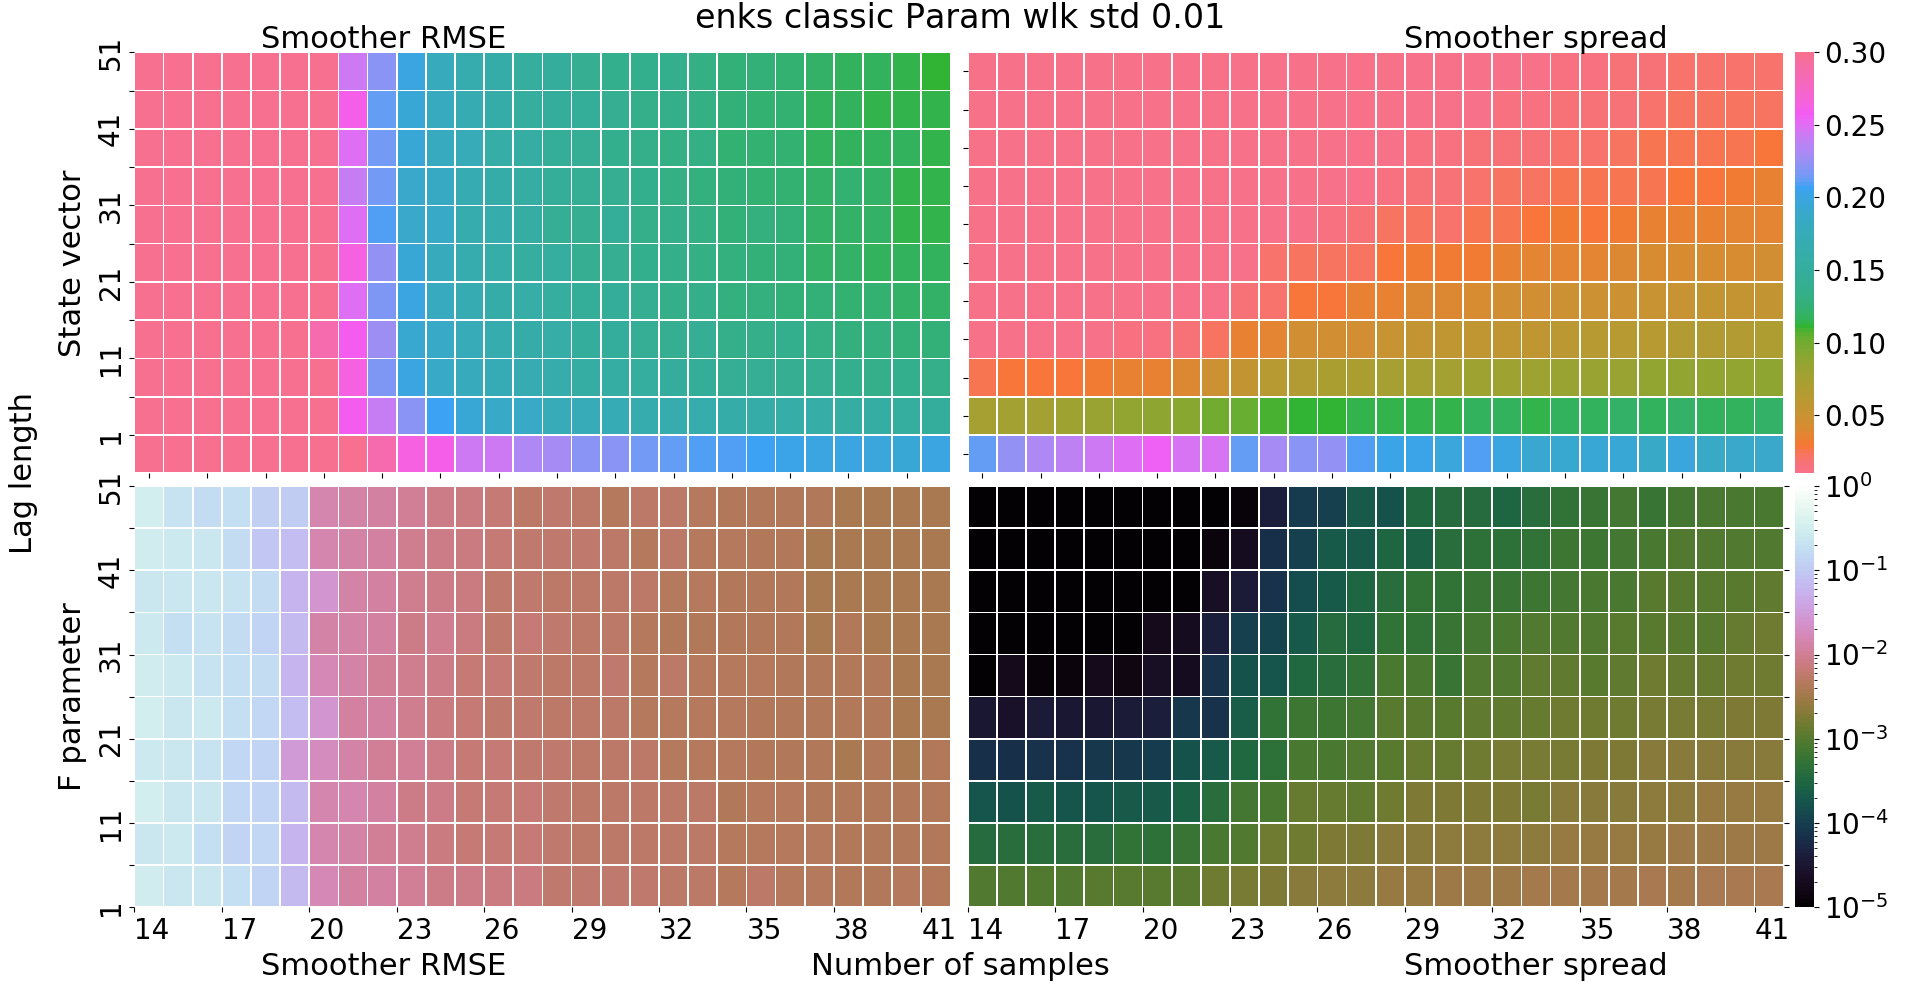 enks classic Param wlk std 0.01
Smoother RMSE
Smoother spread
Lag length
State vector
51
41
31
21
11
1
0.30
0.25
0.20
0.15
0.10
0.05
F parameter
51
41
31
21
11
1
10⁰
10⁻¹
10⁻²
10⁻³
10⁻⁴
10⁻⁵
14 17 20 23 26 29 32 35 38 41
14 17 20 23 26 29 32 35 38 41
Smoother RMSE
Number of samples
Smoother spread